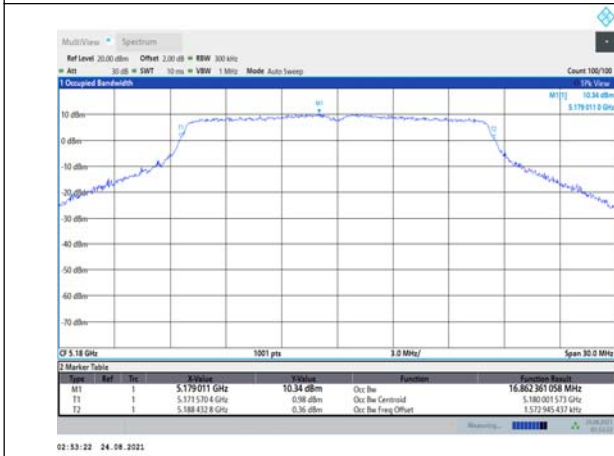 MultiView Spectrum
Ref Level 20.00 dBm Offset 2.00 dB RBW 300 kHz
Att 30 dB SWT 10 ms VBW 1 MHz Mode Auto Sweep Count 100/100
1 Occupied Bandwidth 1Pk View
M1[1] 10.34 dBm
5.179 011 0 GHz
M1
10 dBm
T1 T2
0 dBm
-10 dBm
-20 dBm
-30 dBm
-40 dBm
-50 dBm
-60 dBm
-70 dBm
CF 5.18 GHz 1001 pts 3.0 MHz/ Span 30.0 MHz
2 Marker Table
Type Ref Trc X-Value Y-Value Function Function Result
M1 1 5.179011 GHz 10.34 dBm Occ Bw 16.862 361 058 MHz
T1 1 5.171 570 4 GHz 0.98 dBm Occ Bw Centroid 5.180 001 573 GHz
T2 1 5.188 432 8 GHz 0.36 dBm Occ Bw Freq Offset 1.572 945 437 kHz
Measuring... 24.08.2021
02:53:22 24.08.2021